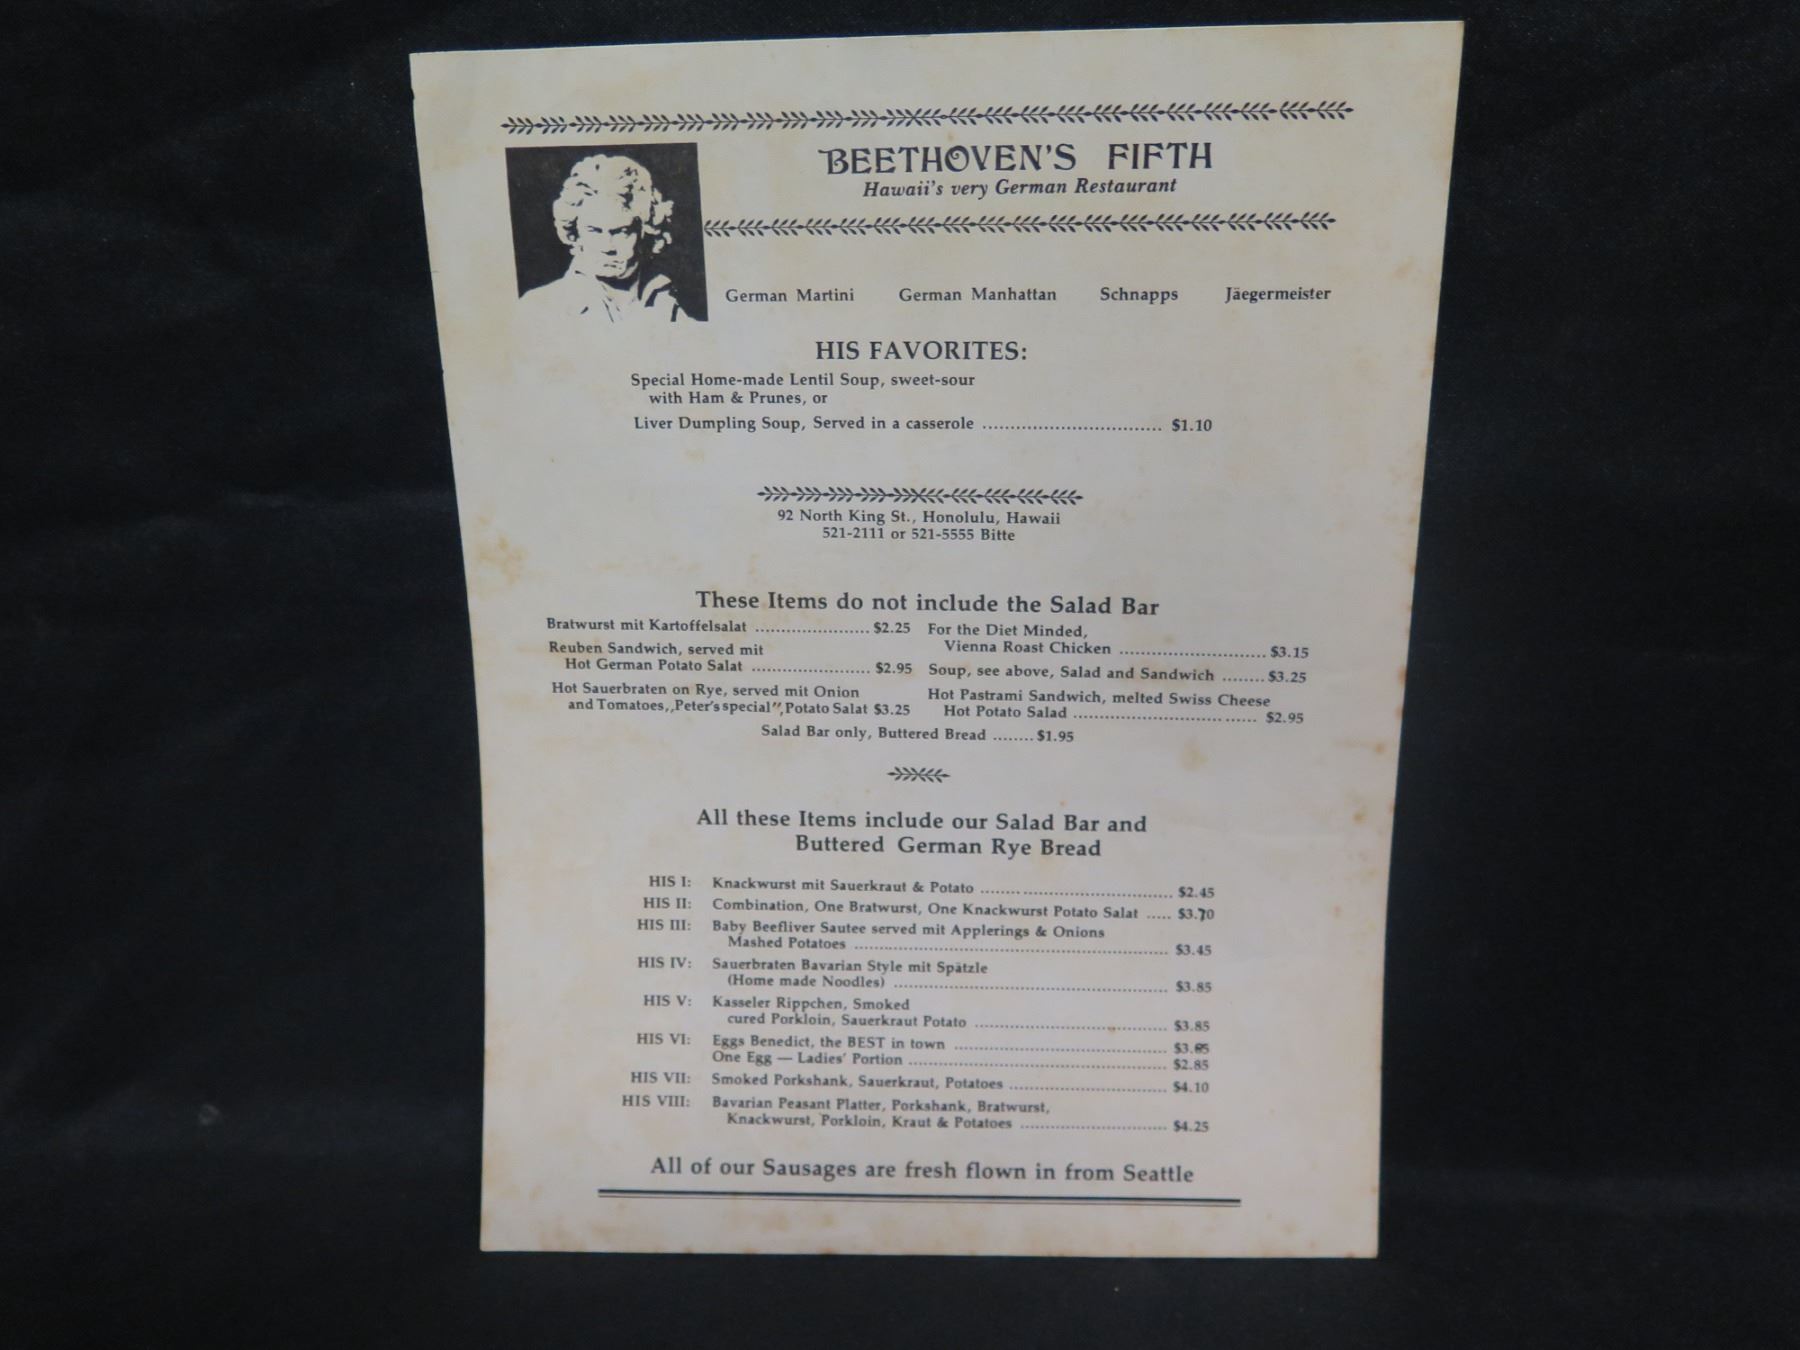 BEETHOVEN'S FIFTH
Hawaii's very German Restaurant
German Martini German Manhattan Schnapps Jäegermeister
HIS FAVORITES:
Special Home-made Lentil Soup, sweet-sour
with Ham & Prunes, or
Liver Dumpling Soup, Served in a casserole ................................ $1.10
92 North King St., Honolulu, Hawaii
521-2111 or 521-5555 Bitte
These Items do not include the Salad Bar
Bratwurst mit Kartoffelsalat .................... $2.25
Reuben Sandwich, served mit
Hot German Potato Salat ..................... $2.95
Hot Sauerbraten on Rye, served mit Onion
and Tomatoes,,Peter's special",Potato Salat $3.25
For the Diet Minded,
Vienna Roast Chicken .......................... $3.15
Soup, see above, Salad and Sandwich ........ $3.25
Hot Pastrami Sandwich, melted Swiss Cheese
Hot Potato Salad ................................. $2.95
Salad Bar only, Buttered Bread ........ $1.95
All these Items include our Salad Bar and
Buttered German Rye Bread
HIS I: Knackwurst mit Sauerkraut & Potato .................................. $2.45
HIS II: Combination, One Bratwurst, One Knackwurst Potato Salat ..... $3.70
HIS III: Baby Beefliver Sautee served mit Applerings & Onions
Mashed Potatoes ........................................................ $3.45
HIS IV: Sauerbraten Bavarian Style mit Spätzle
(Home made Noodles) ................................................. $3.85
HIS V: Kasseler Rippchen, Smoked
cured Porkloin, Sauerkraut Potato .................................. $3.85
HIS VI: Eggs Benedict, the BEST in town ......................................
One Egg — Ladies' Portion .............................................. $2.85
HIS VII: Smoked Porkshank, Sauerkraut, Potatoes ............................ $4.10
HIS VIII: Bavarian Peasant Platter, Porkshank, Bratwurst,
Knackwurst, Porkloin, Kraut & Potatoes .......................... $4.25
All of our Sausages are fresh flown in from Seattle